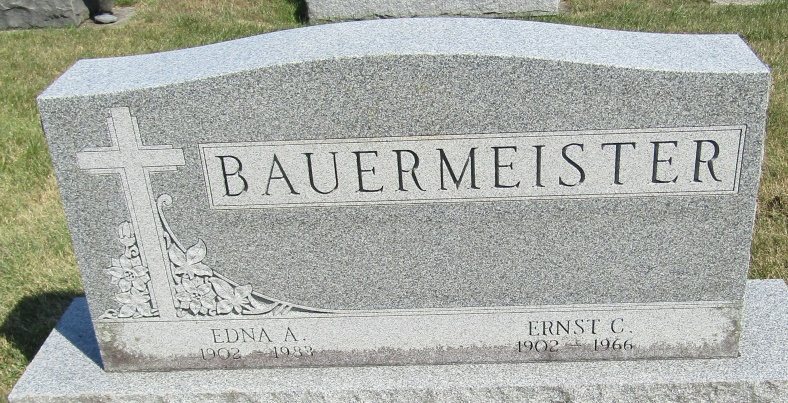 BAUERMEISTER
EDNA A. ERNST C.
1902 - 1983 1902 - 1966